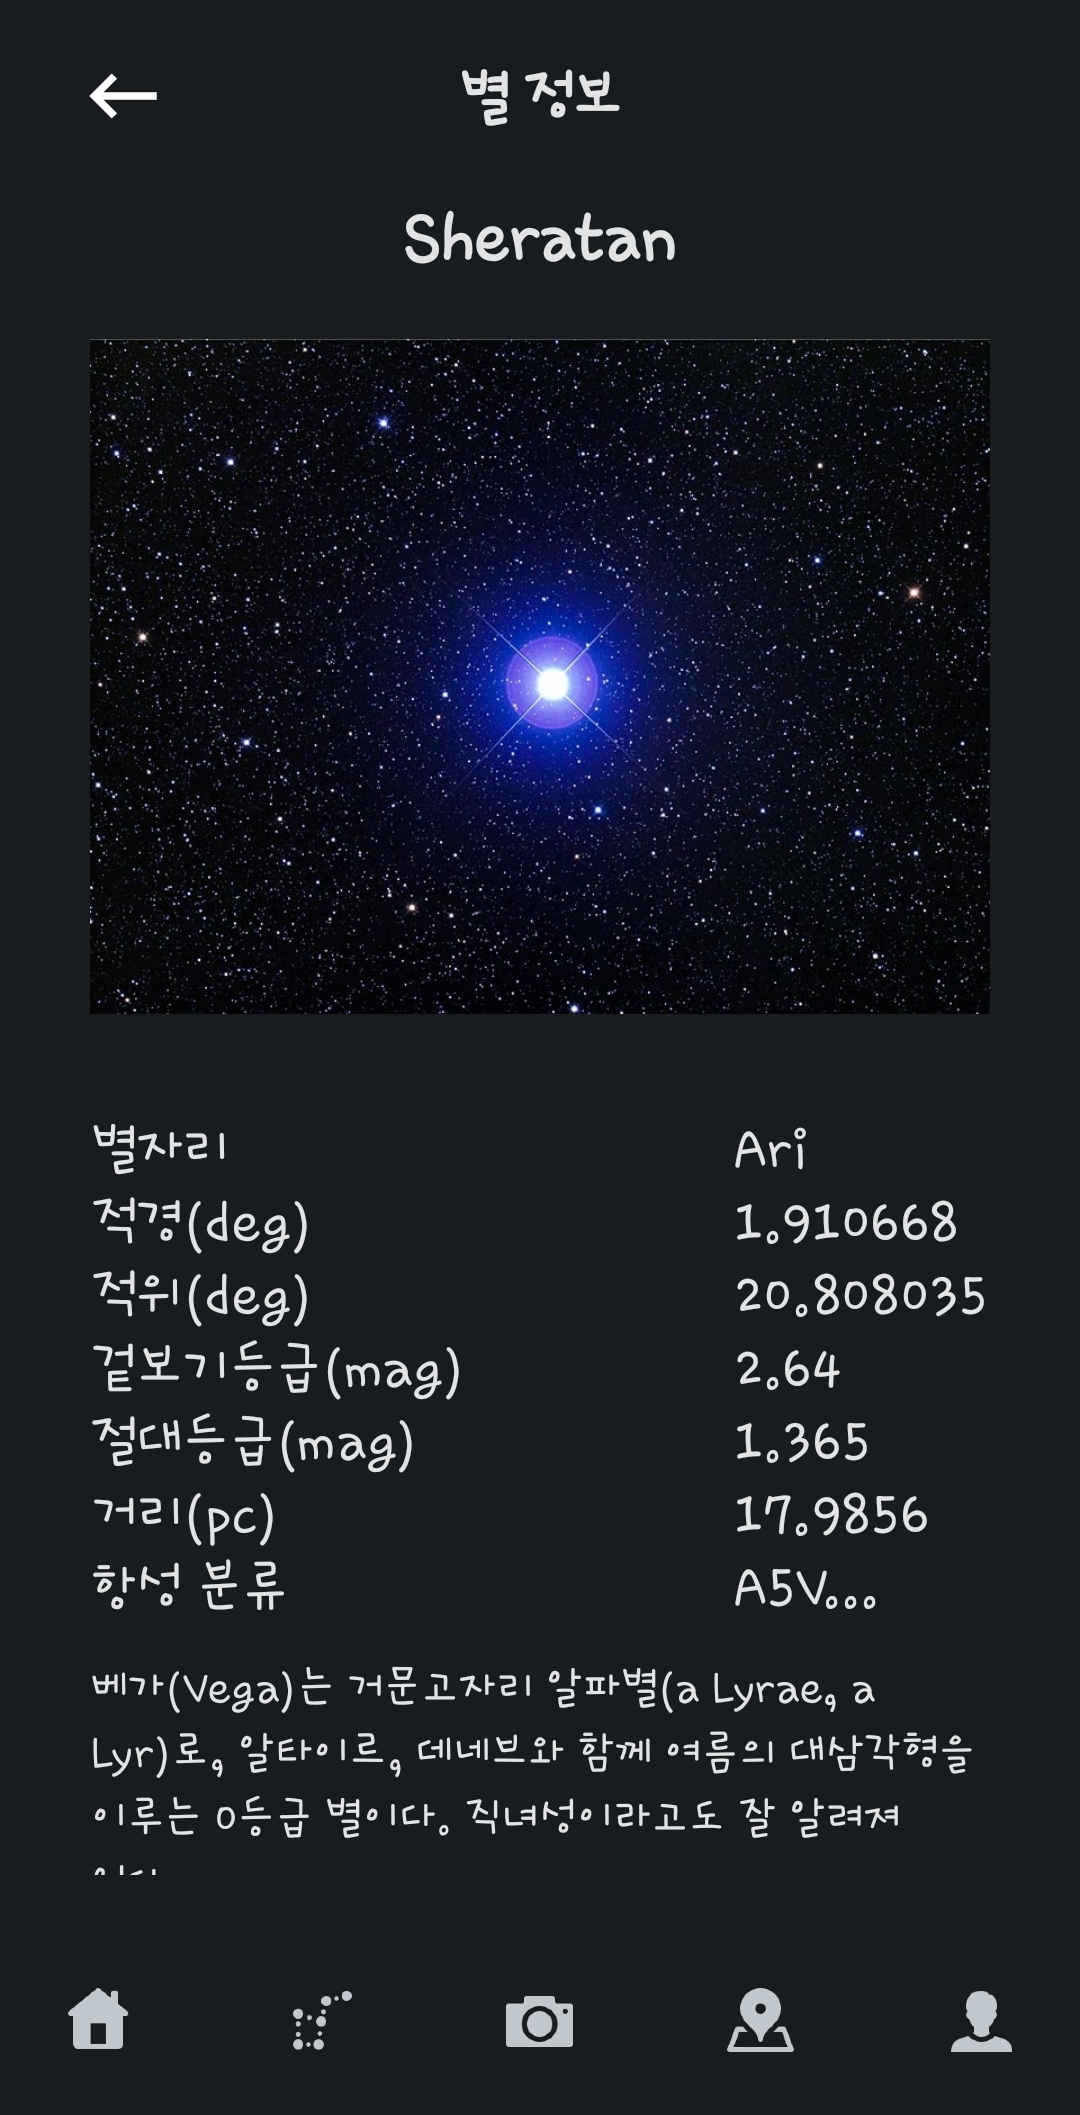 별 정보
Sheratan
별자리 Ari
적경(deg) 1.910668
적위(deg) 20.808035
겉보기등급(mag) 2.64
절대등급(mag) 1.365
거리(pc) 17.9856
항성 분류 A5V...
베가(Vega)는 거문고자리 알파별(a Lyrae, a
Lyr)로, 알타이르, 데네브와 함께 여름의 대삼각형을
이루는 0등급 별이다. 직녀성이라고도 잘 알려져